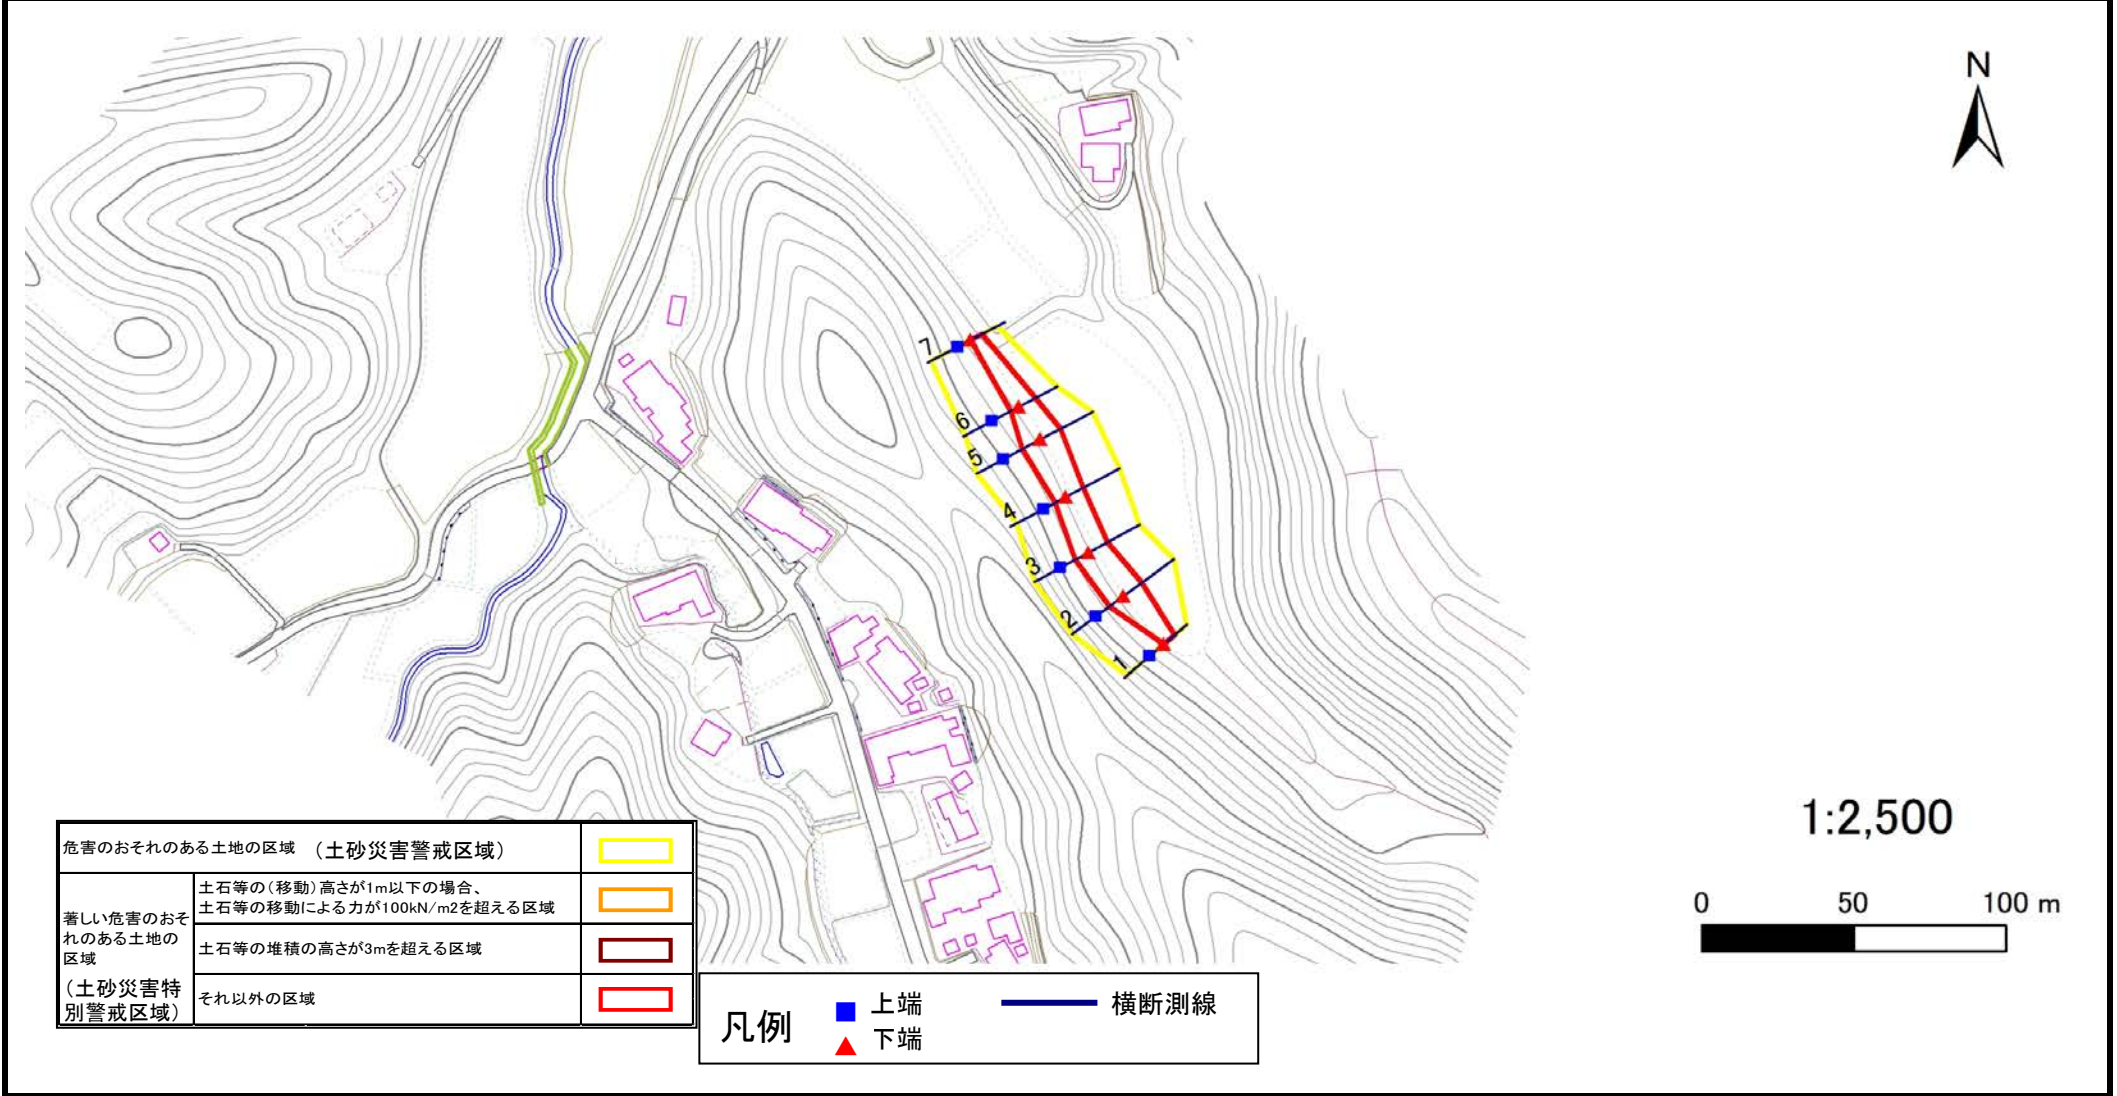 N
7
6
5
4
3
2
1
1:2,500
0 50 100 m
危害のおそれのある土地の区域 (土砂災害警戒区域)
著しい危害のおそ
れのある土地の
区域
(土砂災害特
別警戒区域)
土石等の(移動)高さが1m以下の場合、
土石等の移動による力が100kN/m2を超える区域
土石等の堆積の高さが3mを超える区域
それ以外の区域
凡例
上端
下端
横断測線